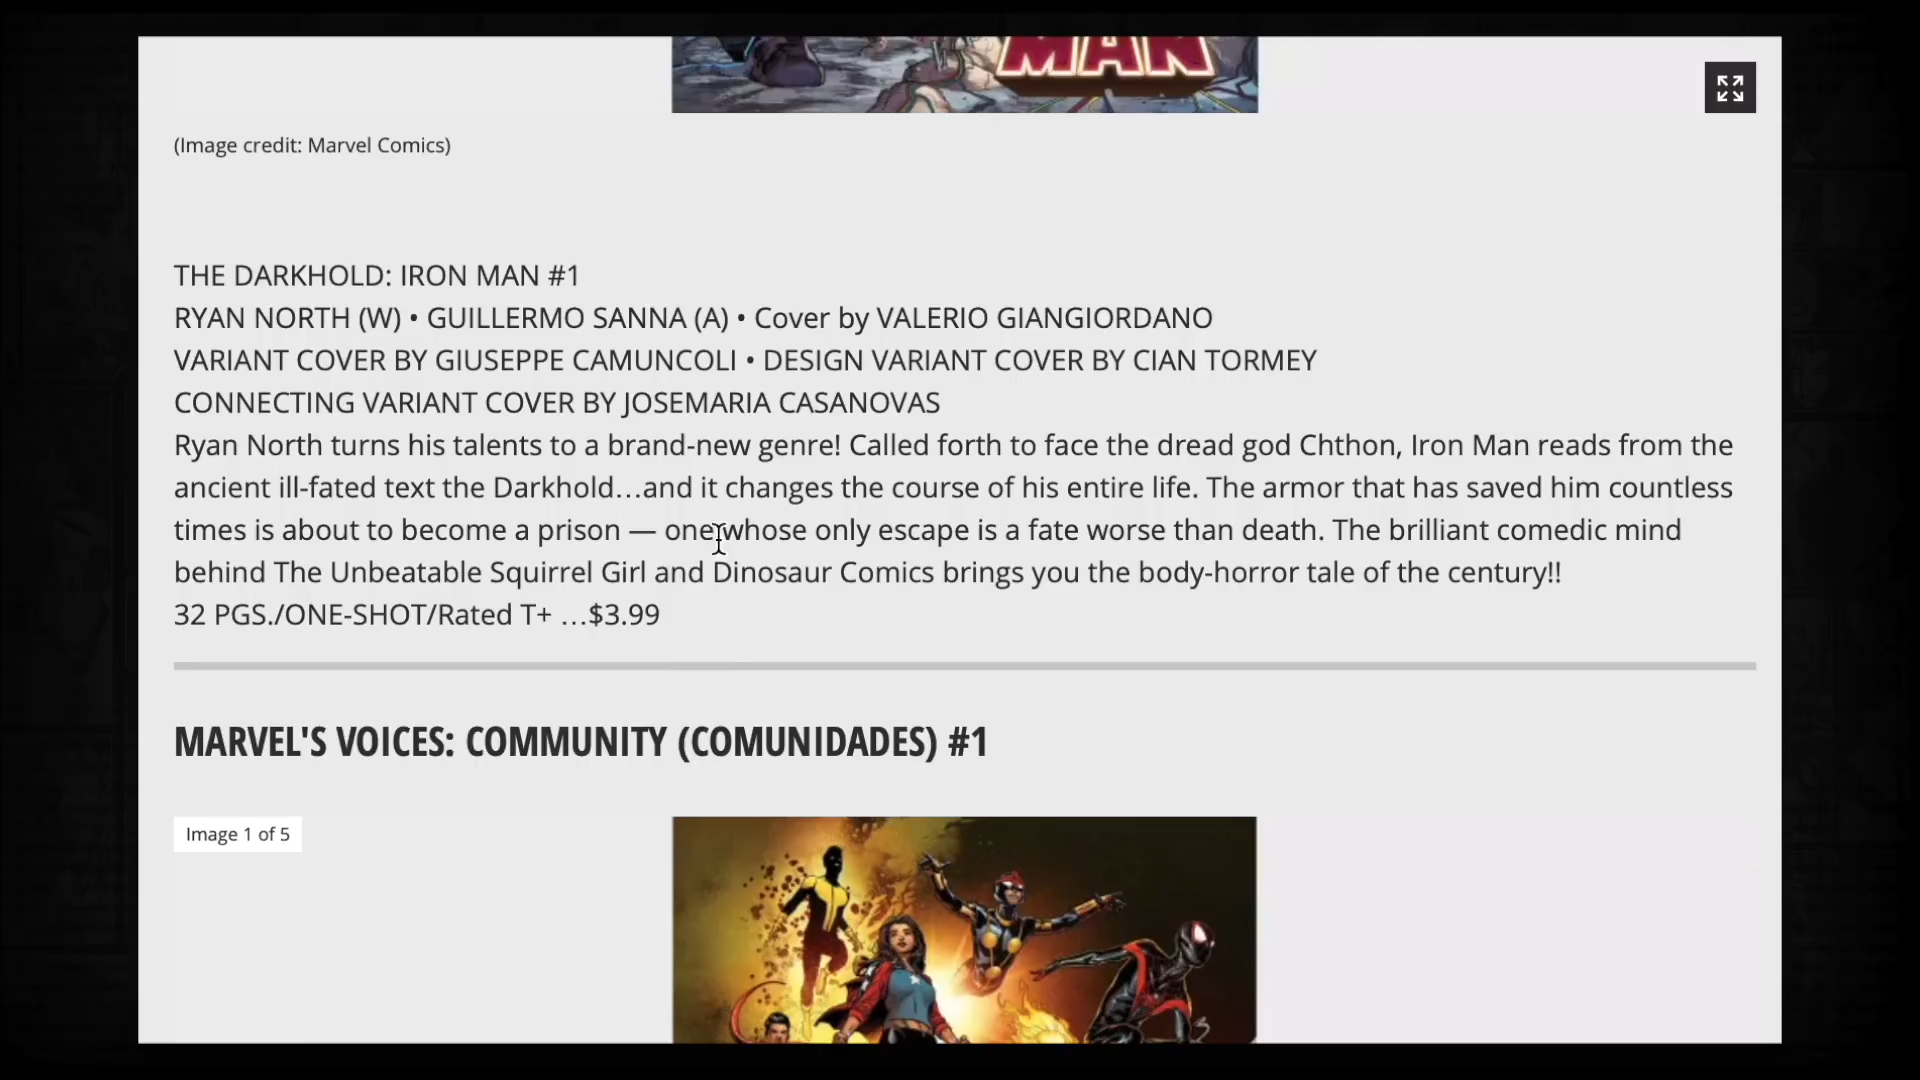 MAN
(Image credit: Marvel Comics)
THE DARKHOLD: IRON MAN #1
RYAN NORTH (W) • GUILLERMO SANNA (A) • Cover by VALERIO GIANGIORDANO
VARIANT COVER BY GIUSEPPE CAMUNCOLI • DESIGN VARIANT COVER BY CIAN TORMEY
CONNECTING VARIANT COVER BY JOSEMARIA CASANOVAS
Ryan North turns his talents to a brand-new genre! Called forth to face the dread god Chthon, Iron Man reads from the
ancient ill-fated text the Darkhold…and it changes the course of his entire life. The armor that has saved him countless
times is about to become a prison — one whose only escape is a fate worse than death. The brilliant comedic mind
behind The Unbeatable Squirrel Girl and Dinosaur Comics brings you the body-horror tale of the century!!
32 PGS./ONE-SHOT/Rated T+ …$3.99
MARVEL'S VOICES: COMMUNITY (COMUNIDADES) #1
Image 1 of 5